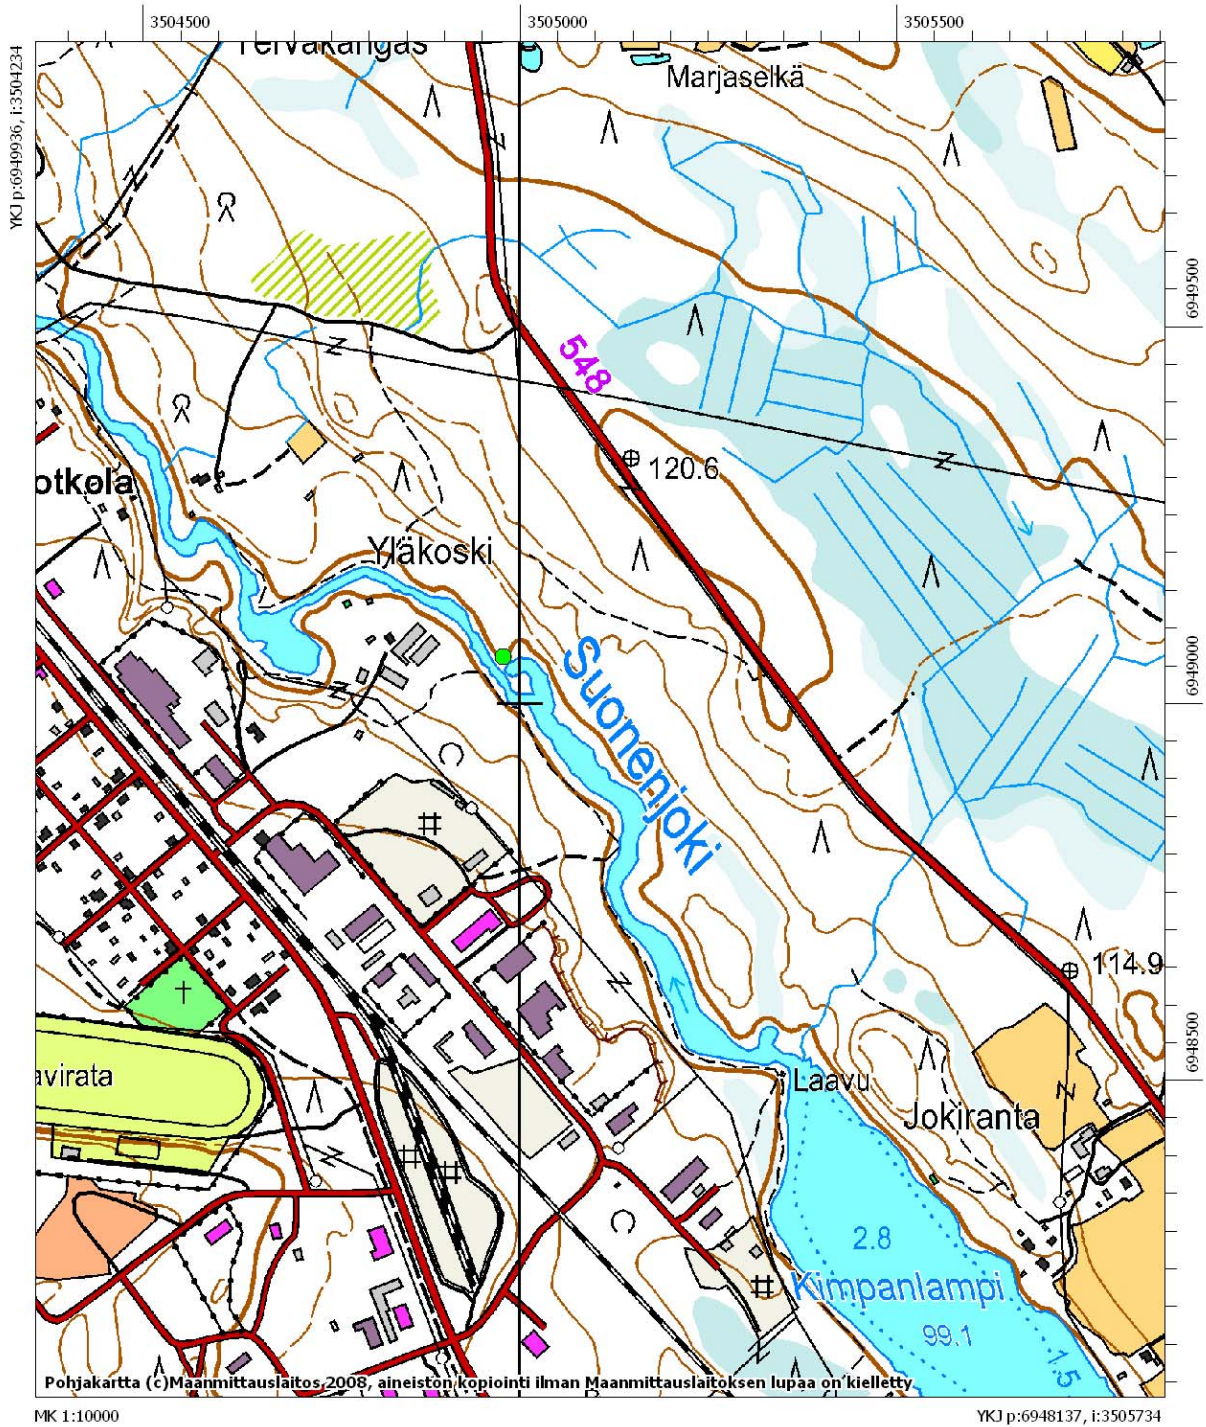 3504500
3505000
3505500
YKJ p:6949936, i:3504234
Tervakangas
Marjaselkä
6949500
548
120.6
otkola
Yläkoski
Suonenjoki
6949000
114.9
avirata
Laavu
Jokiranta
6948500
2.8
Kimpanlampi
99.1
1.5
Pohjakartta (c)Maanmittauslaitos 2008, aineiston kopiointi ilman Maanmittauslaitoksen lupaa on kielletty
MK 1:10000
YKJ p:6948137, i:3505734